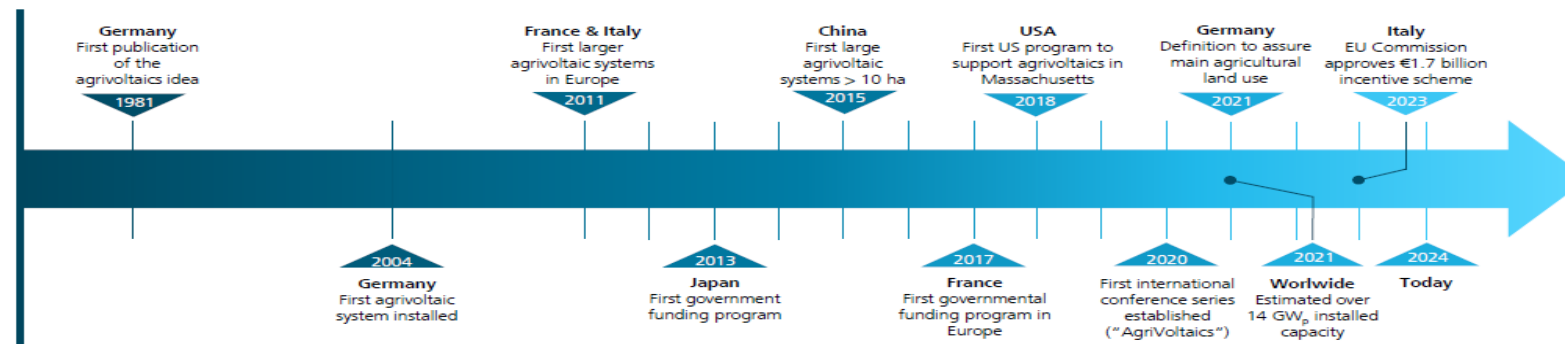 Germany
First publication
of the
agrivoltaics idea
1981
France & Italy
First larger
agrivoltaic systems
in Europe
2011
China
First large
agrivoltaic
systems > 10 ha
2015
USA
First US program to
support agrivoltaics in
Massachusetts
2018
Germany
Definition to assure
main agricultural
land use
2021
Italy
EU Commission
approves €1.7 billion
incentive scheme
2023
2004
Germany
First agrivoltaic
system installed
2013
Japan
First government
funding program
2017
France
First governmental
funding program in
Europe
2020
First international
conference series
established
(“AgriVoltaics”)
2021
Worlwide
Estimated over
14 GWp installed
capacity
2024
Today